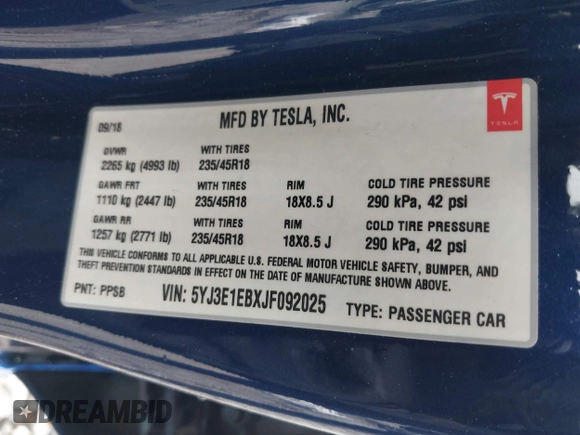 09/18
MFD BY TESLA, INC.
TESLA
GVWR WITH TIRES
2265 kg (4993 lb) 235/45R18
GAWR FRT WITH TIRES RIM COLD TIRE PRESSURE
1110 kg (2447 lb) 235/45R18 18X8.5 J 290 kPa, 42 psi
GAWR RR WITH TIRES RIM COLD TIRE PRESSURE
1257 kg (2771 lb) 235/45R18 18X8.5 J 290 kPa, 42 psi
THIS VEHICLE CONFORMS TO ALL APPLICABLE U.S. FEDERAL MOTOR VEHICLE SAFETY, BUMPER, AND
THEFT PREVENTION STANDARDS IN EFFECT ON THE DATE OF MANUFACTURE SHOWN ABOVE.
PNT: PPSB VIN: 5YJ3E1EBXJF092025 TYPE: PASSENGER CAR
DREAMBID